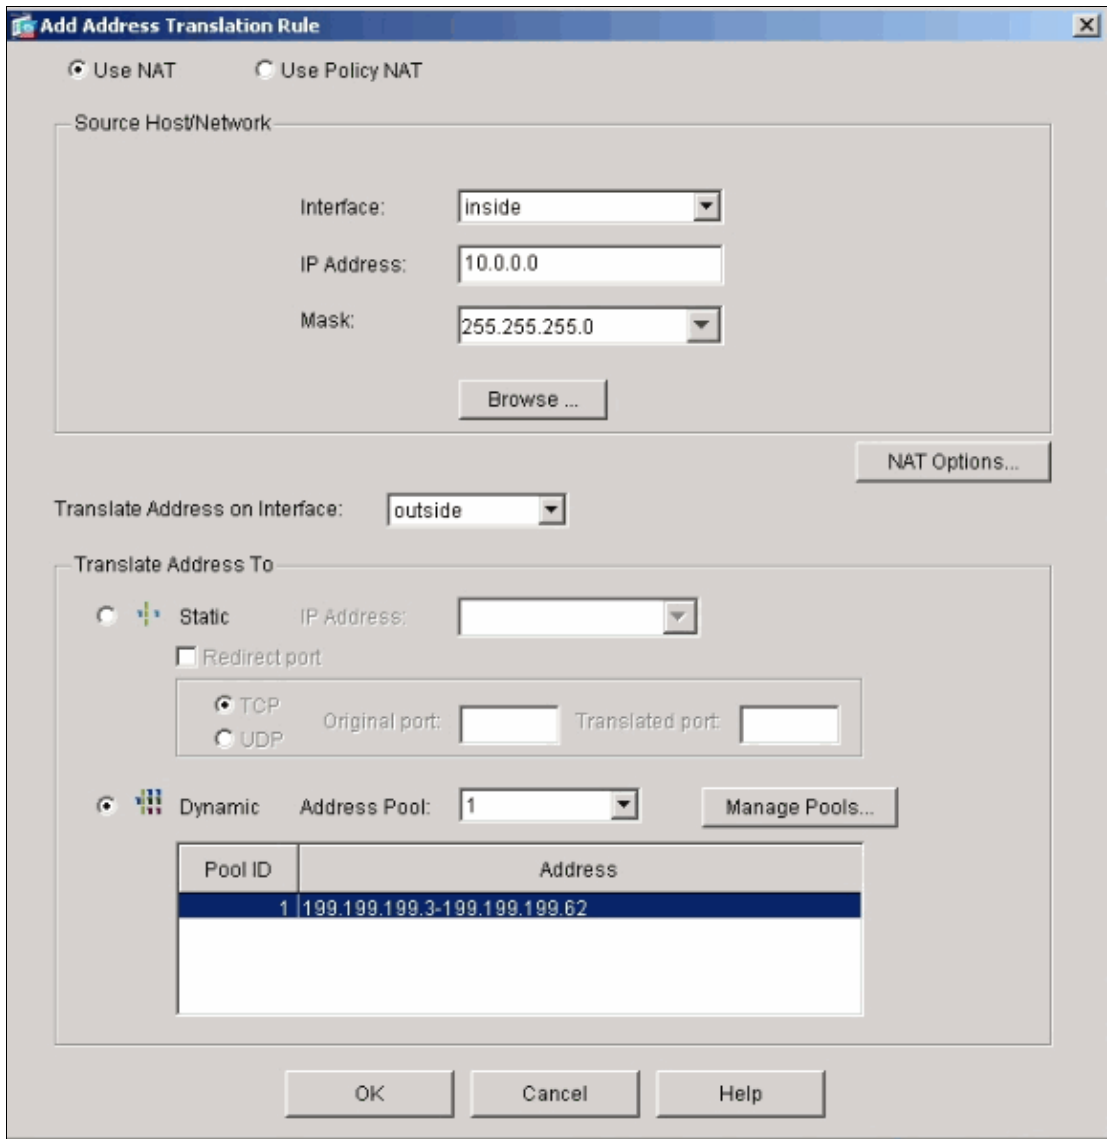 Add Address Translation Rule
Use NAT Use Policy NAT
Source Host/Network
Interface: inside
IP Address: 10.0.0.0
Mask: 255.255.255.0
Browse ...
NAT Options...
Translate Address on Interface: outside
Translate Address To
Static IP Address:
Redirect port
TCP
UDP
Original port: Translated port:
Dynamic Address Pool: 1 Manage Pools...
Pool ID Address
1 199.199.199.3-199.199.199.62
OK Cancel Help